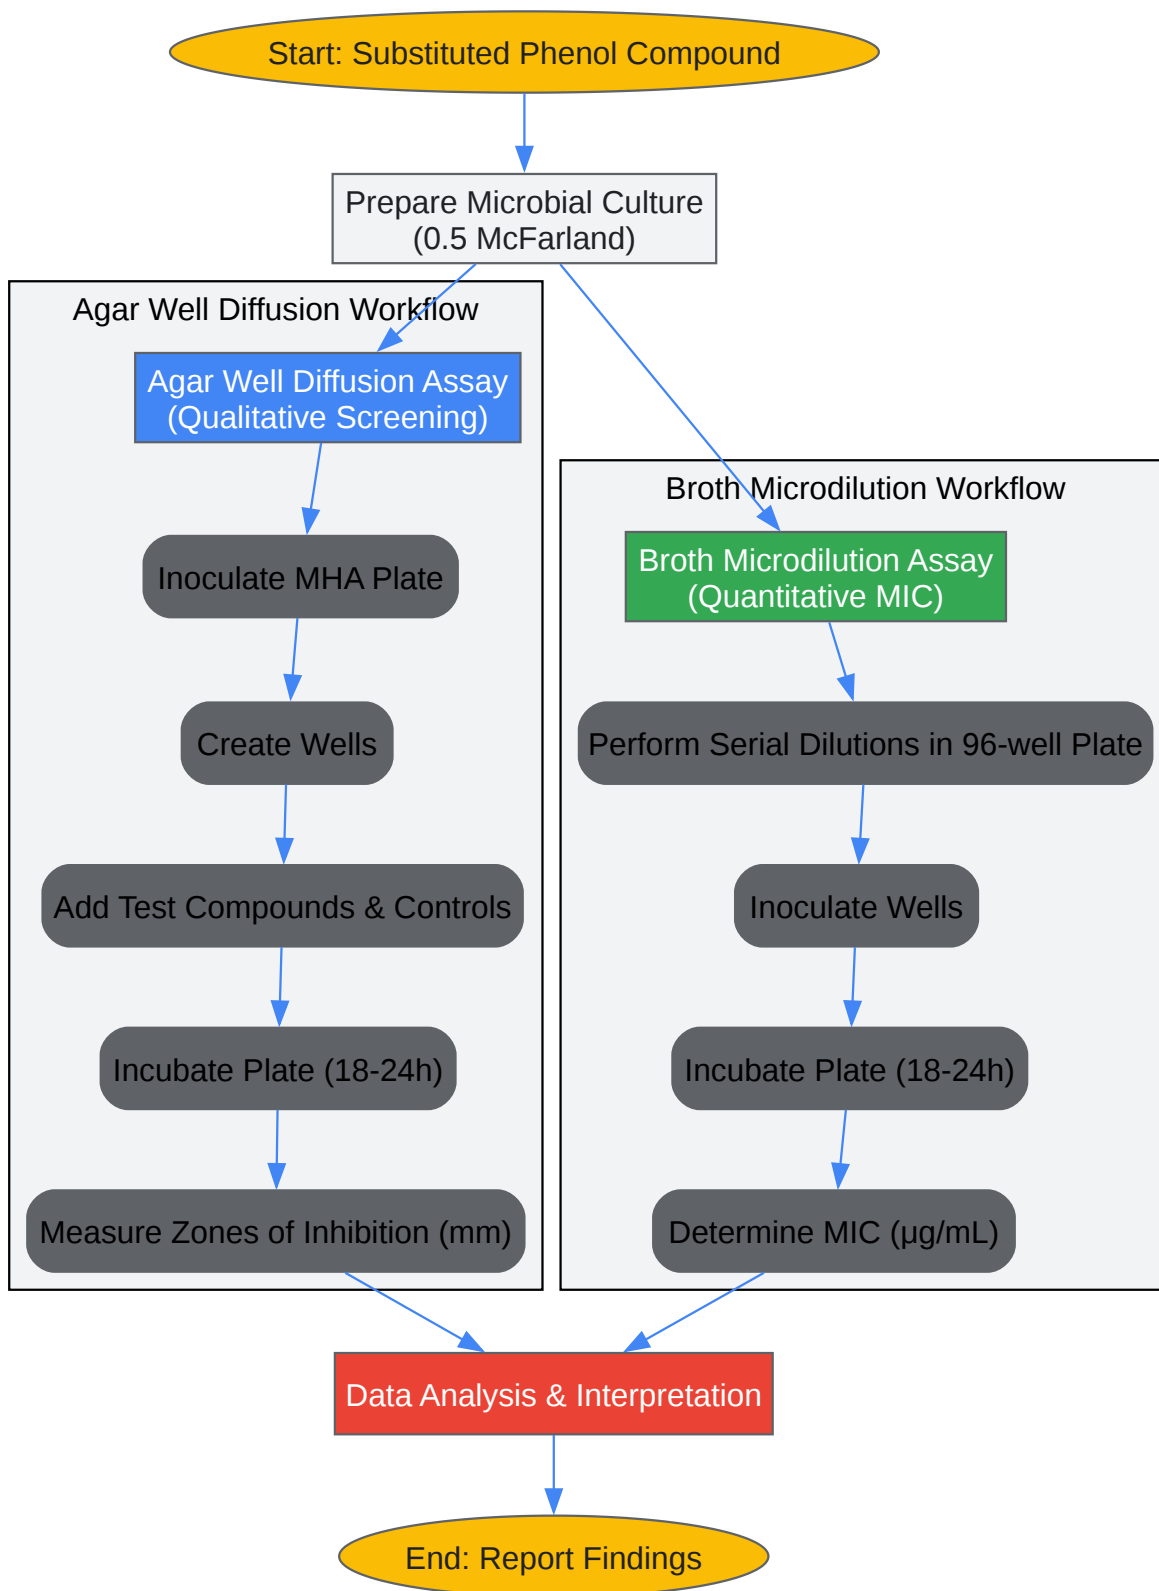 Start: Substituted Phenol Compound
Prepare Microbial Culture
(0.5 McFarland)
Agar Well Diffusion Workflow
Agar Well Diffusion Assay
(Qualitative Screening)
Inoculate MHA Plate
Create Wells
Add Test Compounds & Controls
Incubate Plate (18-24h)
Measure Zones of Inhibition (mm)
Broth Microdilution Workflow
Broth Microdilution Assay
(Quantitative MIC)
Perform Serial Dilutions in 96-well Plate
Inoculate Wells
Incubate Plate (18-24h)
Determine MIC (µg/mL)
Data Analysis & Interpretation
End: Report Findings